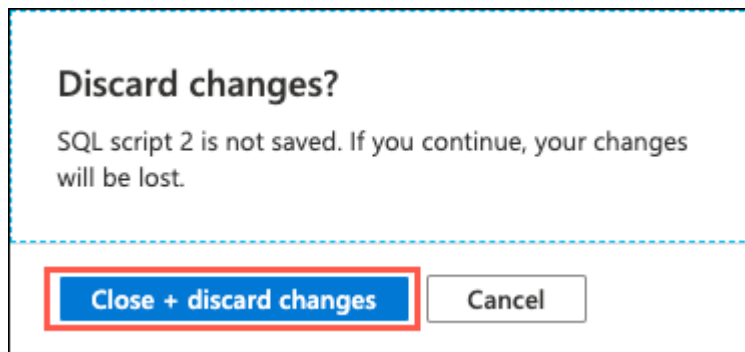 Discard changes?
SQL script 2 is not saved. If you continue, your changes
will be lost.
Close + discard changes
Cancel